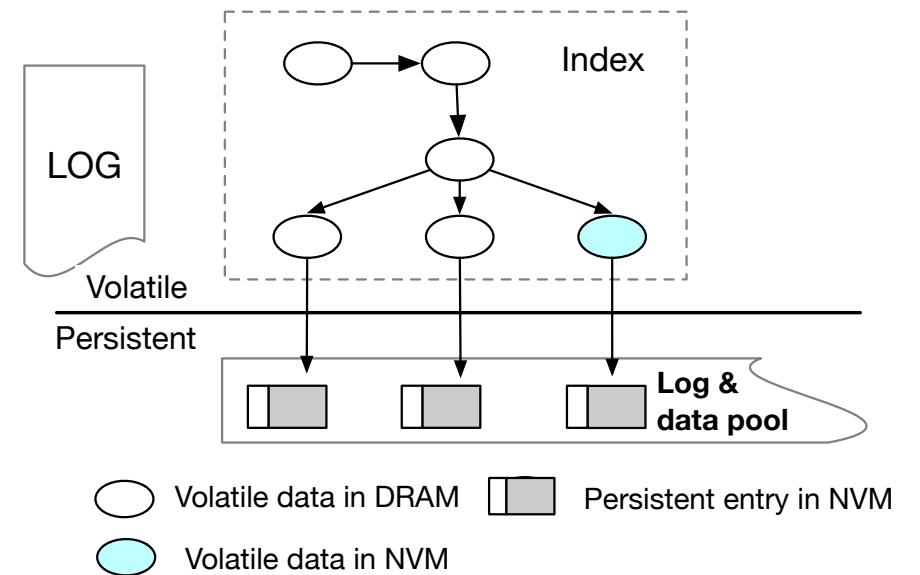 Index
LOG
Volatile
Persistent
Log &
data pool
Volatile data in DRAM
Persistent entry in NVM
Volatile data in NVM